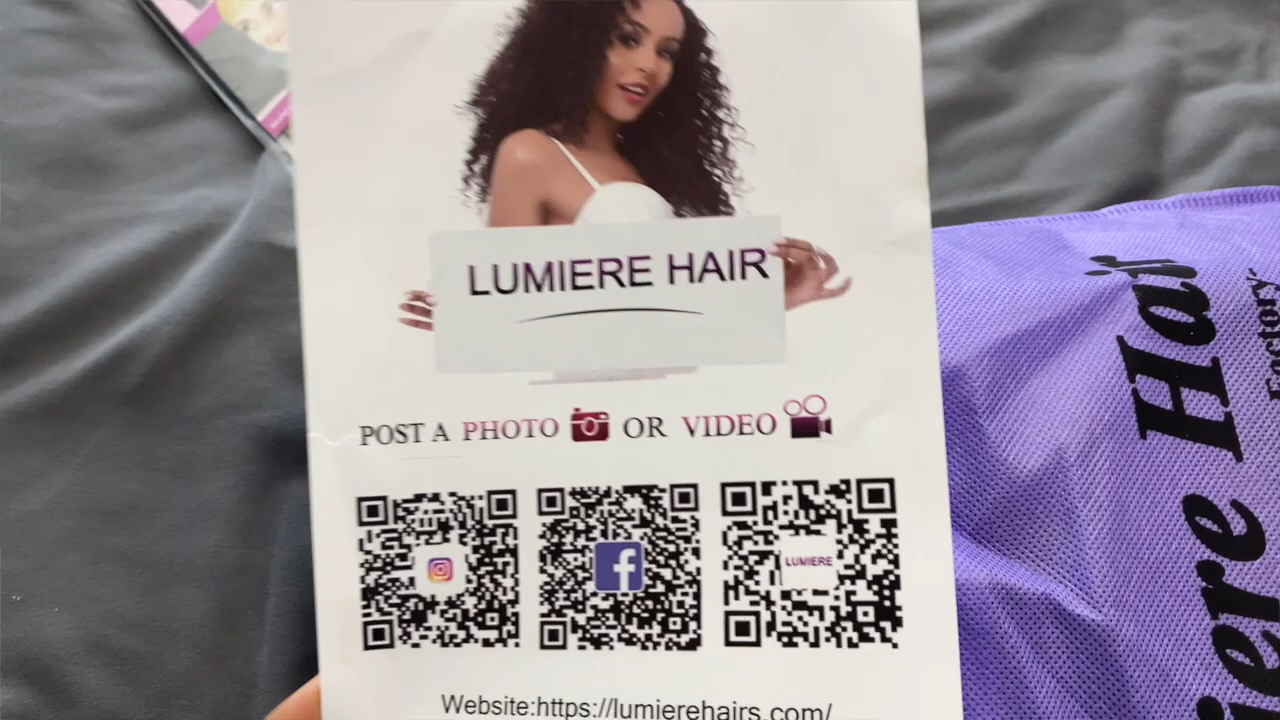 LUMIERE HAIR
POST A PHOTO OR VIDEO
LUMIERE
Website:https://lumierehairs.com/
Hair
Factory
iere